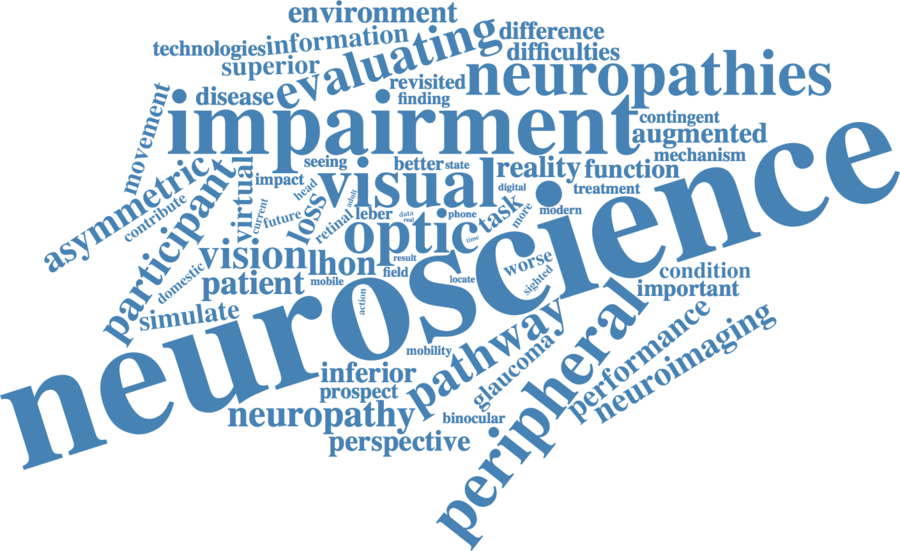 environment
technologies
information
superior
evaluating
difference
difficulties
revisited
neuropathies
disease
finding
movement
impairment
contingent
augmented
mechanism
asymmetric
contribute
participant
virtual
impact
seeing
head
visual
better
state
reality
function
digital
treatment
current
future
loss
retinal
adult
leber
data
real
phone
task
more
modern
optic
time
vision
domestic
patient
lhon
mobile
field
result
locate
worse
sighted
condition
important
simulate
action
neuroscience
mobility
inferior
prospect
pathway
glaucoma
peripheral
performance
neuroimaging
neuropathy
binocular
perspective